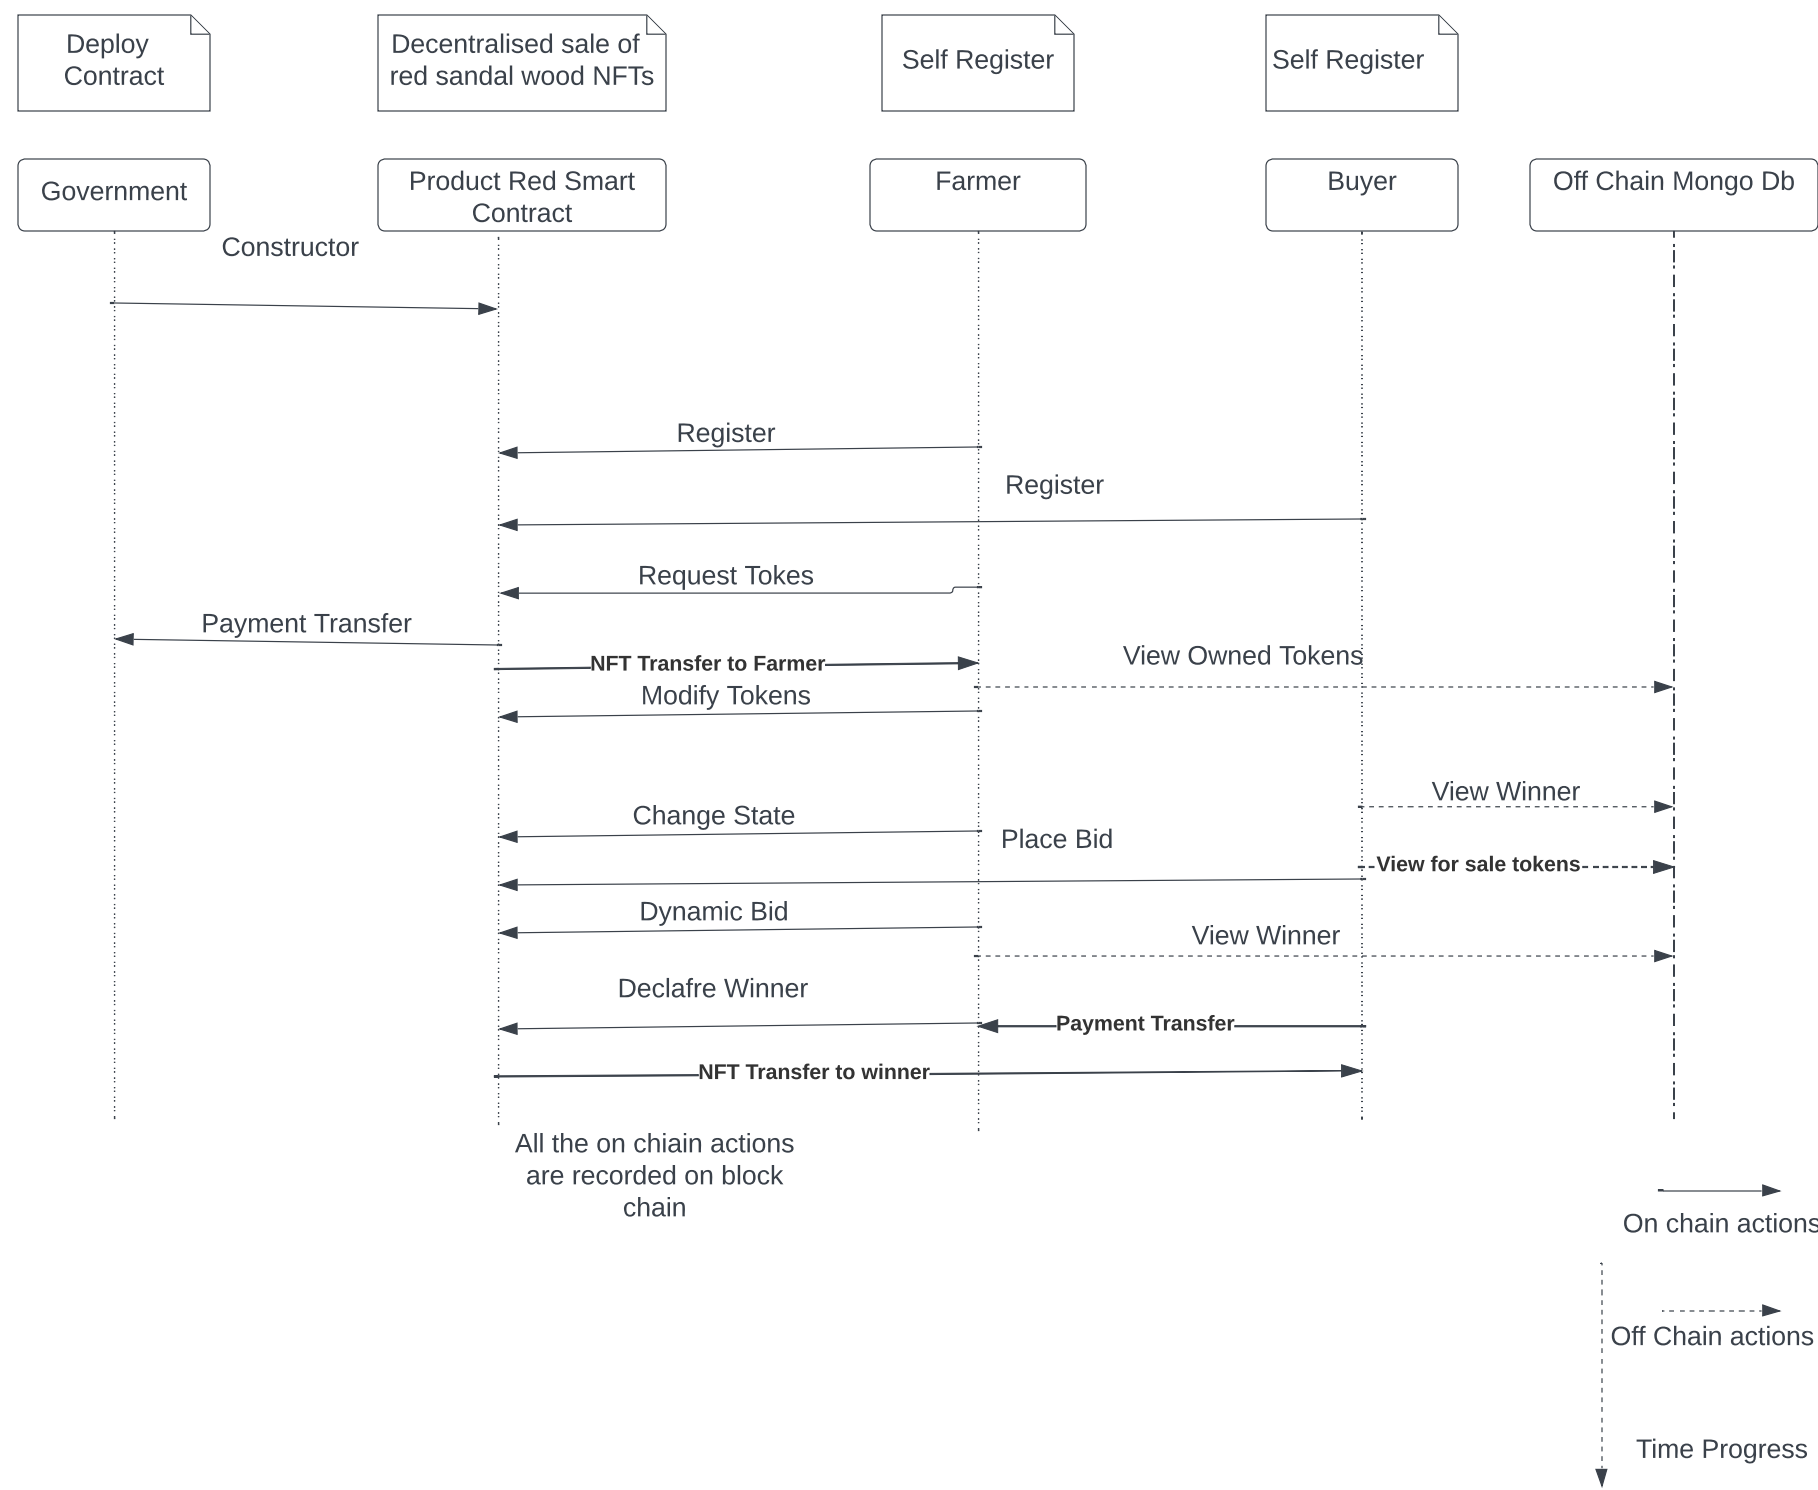 Deploy
Contract
Decentralised sale of
red sandal wood NFTs
Self Register
Self Register
Government
Product Red Smart
Contract
Farmer
Buyer
Off Chain Mongo Db
Constructor
Register
Register
Request Tokes
Payment Transfer
NFT Transfer to Farmer
View Owned Tokens
Modify Tokens
View Winner
Change State
Place Bid
View for sale tokens
Dynamic Bid
View Winner
Declafre Winner
Payment Transfer
NFT Transfer to winner
All the on chiain actions
are recorded on block
chain
On chain actions
Off Chain actions
Time Progress